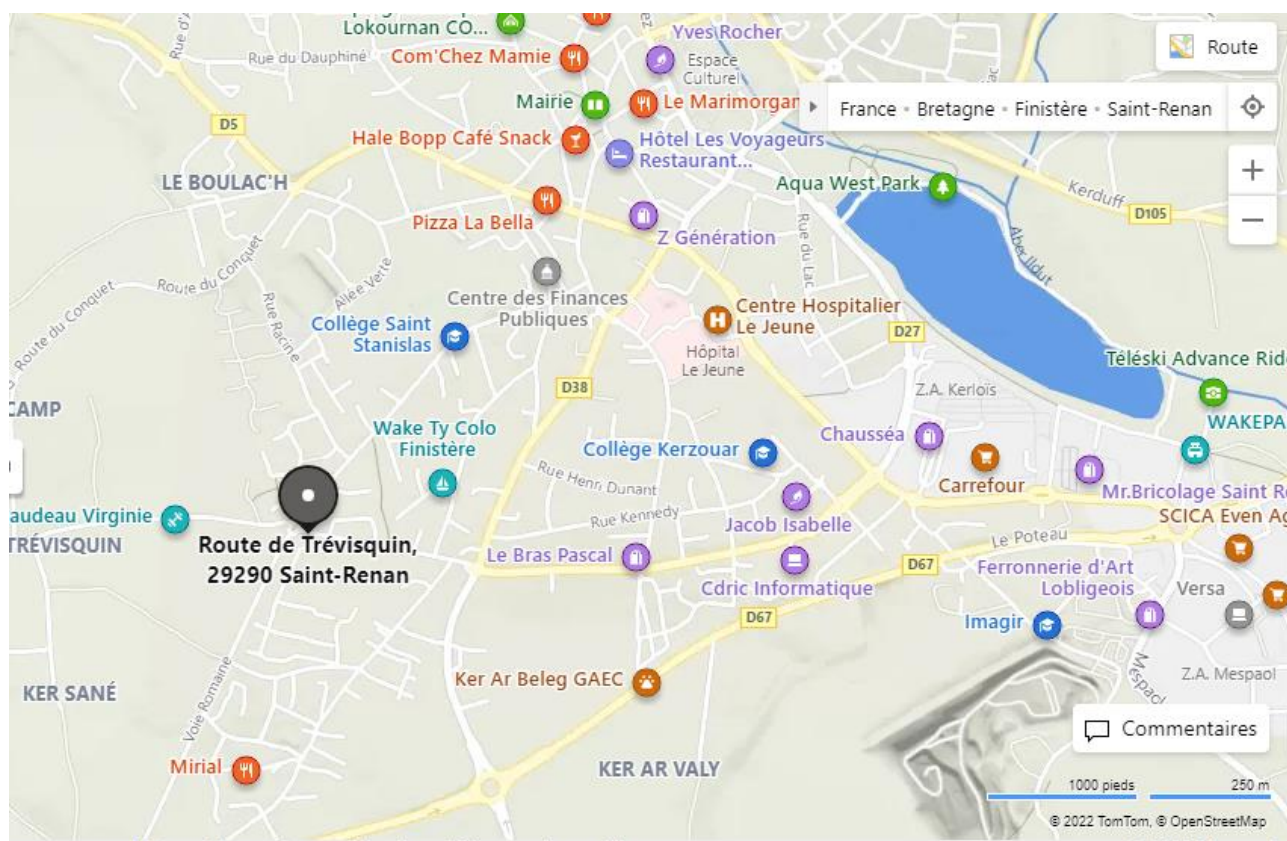 Lokournan CO...
Yves Rocher
Rue du Dauphiné
Com'Chez Mamie
Espace
Culturel
Route
Mairie
Le Marimorgan
France • Bretagne • Finistère • Saint-Renan
D5
Hale Bopp Café Snack
Hôtel Les Voyageurs
Restaurant...
LE BOULAC'H
Aqua West Park
Kerduff
D105
Pizza La Bella
Z Génération
Rue du Lac
Aber Ildut
Route du Conquet
Route du Conquet
Allée Verte
Rue Racine
Centre des Finances
Publiques
Centre Hospitalier
Le Jeune
Collège Saint
Stanislas
Hôpital
Le Jeune
D27
Téléski Advance Rid
D38
Z.A. Kerloïs
CAMP
Wake Ty Colo
Finistère
Chausséa
WAKEPA
Collège Kerzouar
Rue Henri Dunant
Carrefour
Mr.Bricolage Saint R
audeau Virginie
Rue Kennedy
Jacob Isabelle
SCICA Even Ag
TRÉVISQUIN
Route de Trévisquin,
29290 Saint-Renan
Le Bras Pascal
Le Poteau
D67
Ferronnerie d'Art
Lobligeois
Cdric Informatique
Versa
D67
Imagir
Mespaol
Ker Ar Beleg GAEC
Z.A. Mespaol
KER SANÉ
Voie Romaine
Commentaires
Mirial
KER AR VALY
1000 pieds
250 m
© 2022 TomTom, © OpenStreetMap